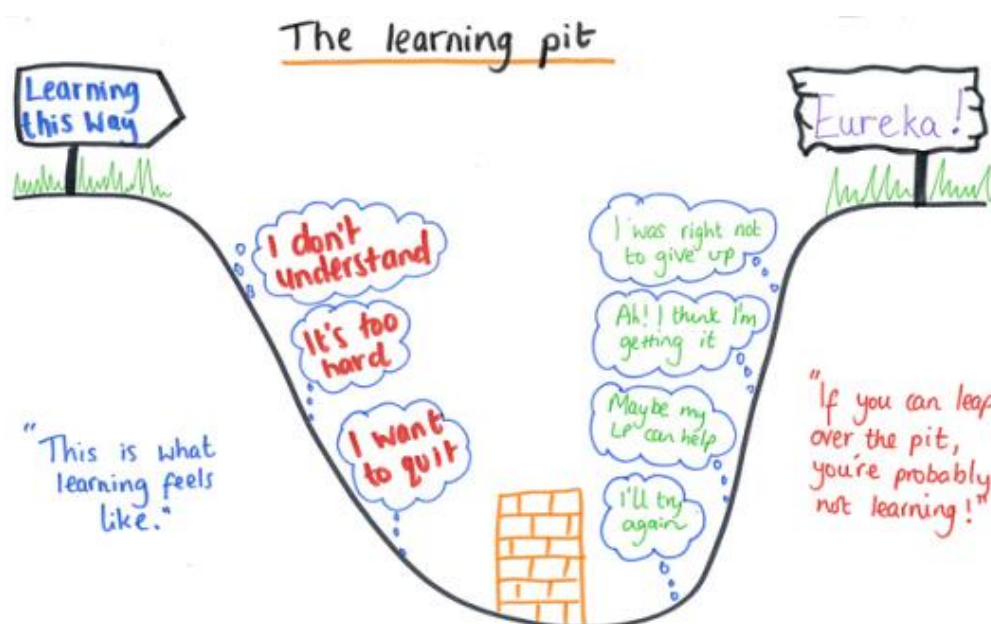 The learning pit
Learning
this Way
Eureka!
I don't
understand
It's too
hard
I want
to quit
I was right not
to give up
Ah! I think I'm
getting it
Maybe my
LP can help
I'll try
again
"This is what
learning feels
like."
"If you can leap
over the pit,
you're probably
not learning!"